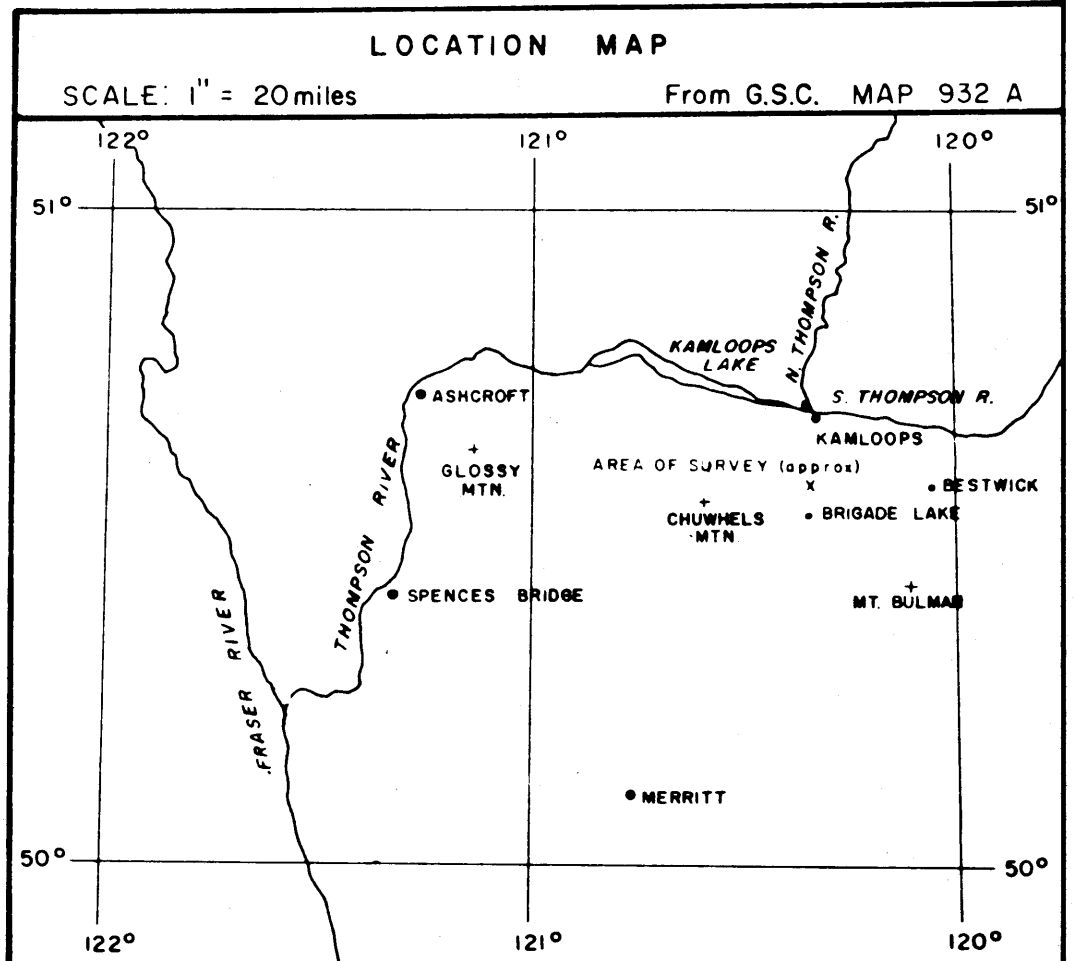 LOCATION MAP
SCALE: 1" = 20 miles
From G.S.C. MAP 932 A
122°
121°
120°
51°
51°
N. THOMPSON R.
KAMLOOPS
LAKE
S. THOMPSON R.
ASHCROFT
KAMLOOPS
GLOSSY
MTN.
AREA OF SURVEY (approx)
x
BESTWICK
CHUWHELS
MTN
BRIGADE LAKE
THOMPSON RIVER
SPENCES BRIDGE
MT. BULMAN
FRASER RIVER
MERRITT
50°
50°
122°
121°
120°